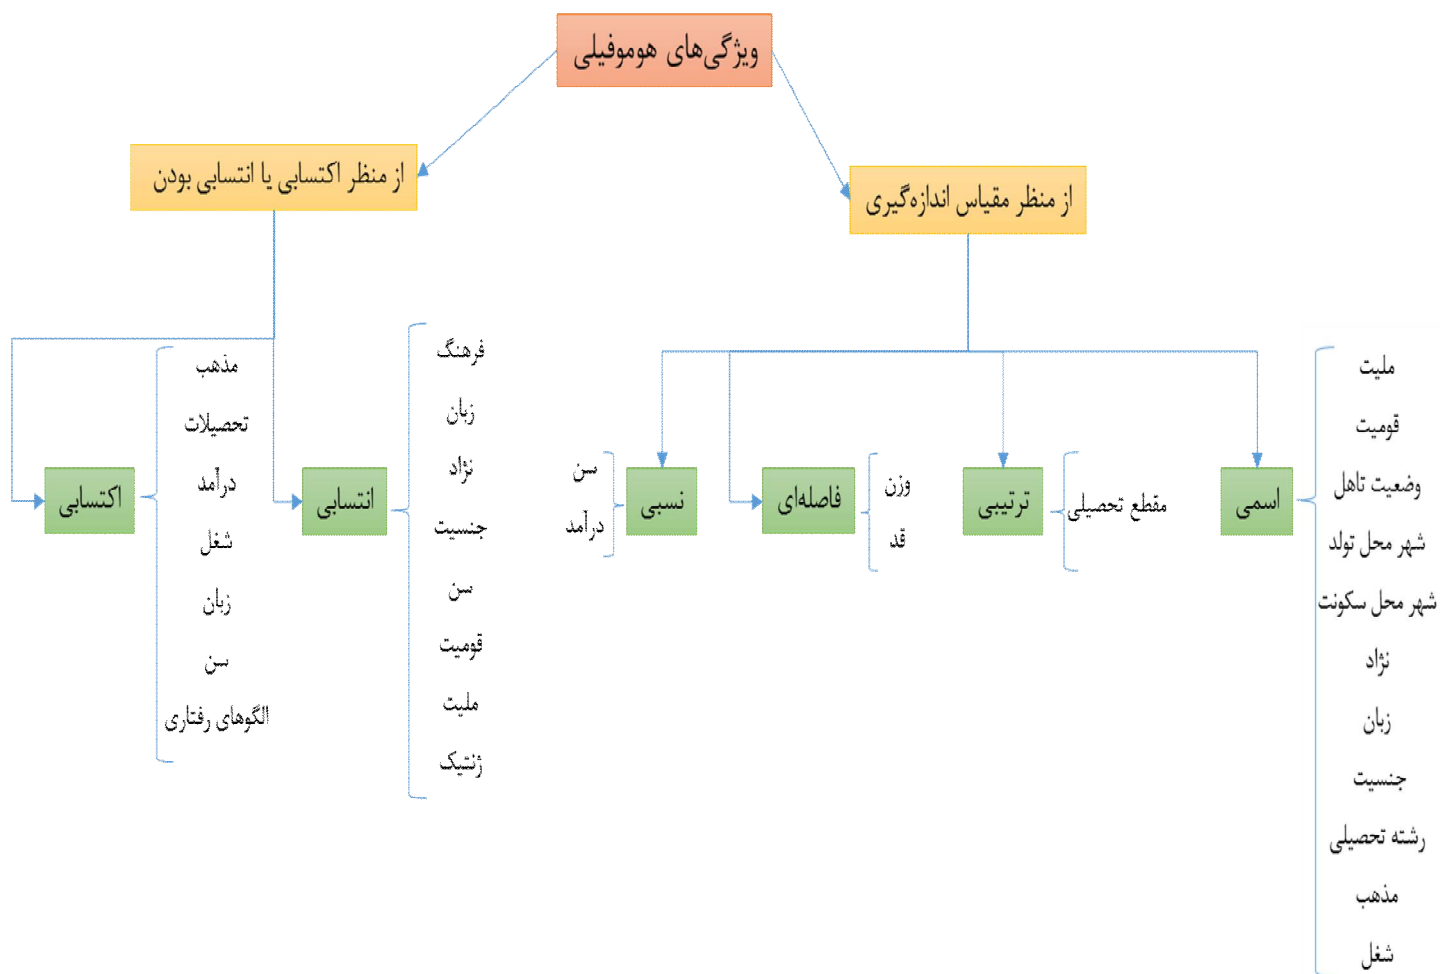 ویژگی‌های هوموفیلی
از منظر مقیاس اندازه‌گیری
از منظر اکتسابی یا انتسابی بودن
اسمی
ملیت
قومیت
وضعیت تاهل
شهر محل تولد
شهر محل سکونت
نژاد
زبان
جنسیت
رشته تحصیلی
مذهب
شغل
ترتیبی
مقطع تحصیلی
فاصله‌ای
وزن
قد
نسبی
سن
درآمد
انتسابی
فرهنگ
زبان
نژاد
جنسیت
سن
قومیت
ملیت
ژنتیک
اکتسابی
مذهب
تحصیلات
درآمد
شغل
زبان
سن
الگوهای رفتاری